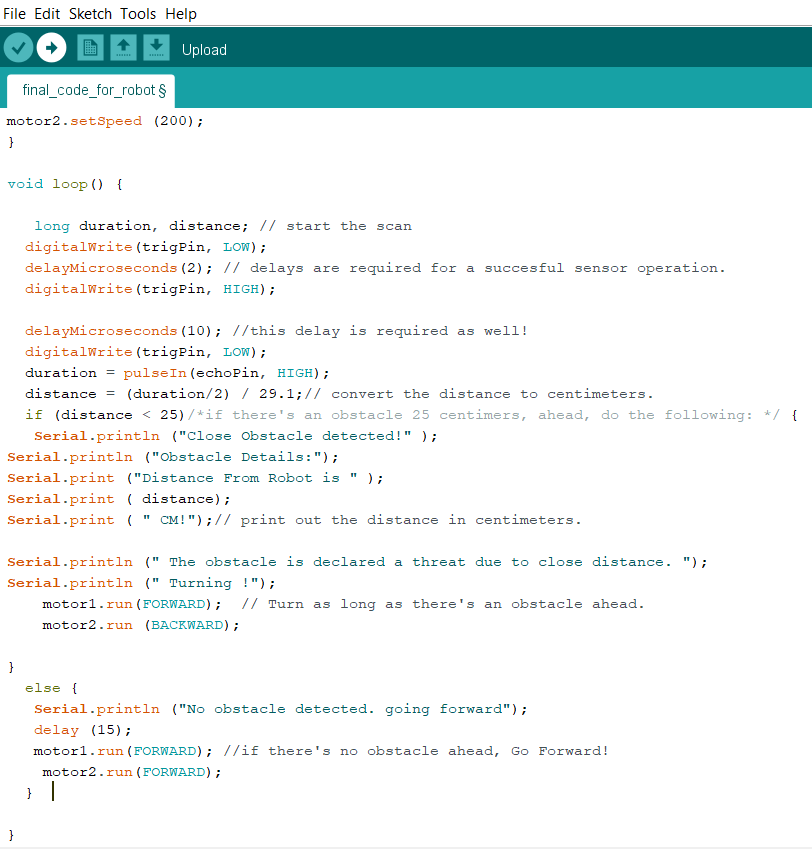 File Edit Sketch Tools Help
Upload
final_code_for_robot §
motor2.setSpeed (200);
}
void loop() {
long duration, distance; // start the scan
digitalWrite(trigPin, LOW);
delayMicroseconds(2); // delays are required for a succesful sensor operation.
digitalWrite(trigPin, HIGH);
delayMicroseconds(10); //this delay is required as well!
digitalWrite(trigPin, LOW);
duration = pulseIn(echoPin, HIGH);
distance = (duration/2) / 29.1;// convert the distance to centimeters.
if (distance < 25)/*if there's an obstacle 25 centimers, ahead, do the following: */ {
Serial.println ("Close Obstacle detected!" );
Serial.println ("Obstacle Details:");
Serial.print ("Distance From Robot is " );
Serial.print ( distance);
Serial.print ( " CM!");// print out the distance in centimeters.
Serial.println (" The obstacle is declared a threat due to close distance. ");
Serial.println (" Turning !");
motor1.run(FORWARD);  // Turn as long as there's an obstacle ahead.
motor2.run (BACKWARD);
}
else {
Serial.println ("No obstacle detected. going forward");
delay (15);
motor1.run(FORWARD); //if there's no obstacle ahead, Go Forward!
motor2.run(FORWARD);
}
}